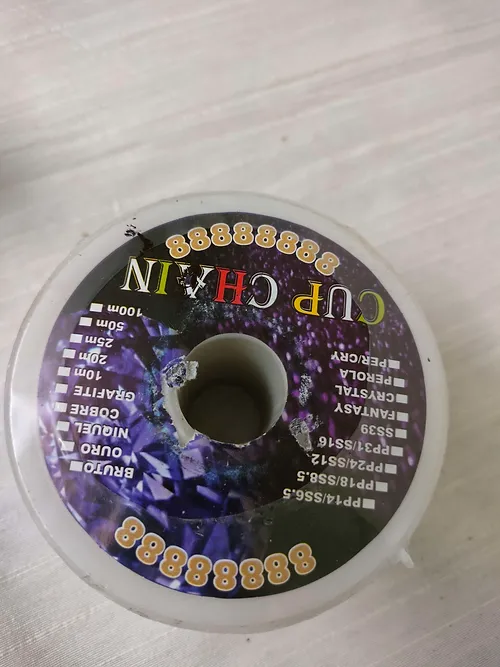 88888888
PP14/SS6.5
PP18/SS8.5
PP24/SS12
PP31/SS16
SS39
FANTASY
CRYSTAL
PEROLA
PER/CRY
BRUTO
OURO
NIQUEL
COBRE
GRAFITE
10m
20m
25m
50m
100m
CUP CHAIN
88888888